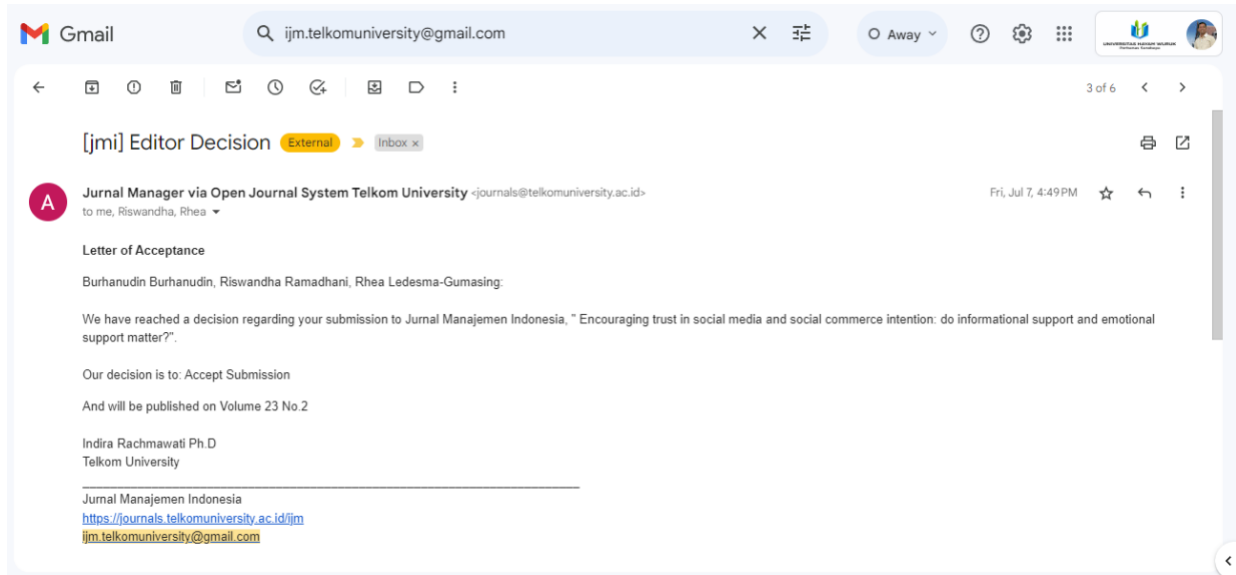 Gmail
ijm.telkomuniversity@gmail.com
Away
3 of 6
[jmi] Editor Decision External Inbox x
A
Jurnal Manager via Open Journal System Telkom University <journals@telkomuniversity.ac.id>
Fri, Jul 7, 4:49 PM
to me, Riswandha, Rhea
Letter of Acceptance
Burhanudin Burhanudin, Riswandha Ramadhani, Rhea Ledesma-Gumasing:
We have reached a decision regarding your submission to Jurnal Manajemen Indonesia, " Encouraging trust in social media and social commerce intention: do informational support and emotional
support matter?".
Our decision is to: Accept Submission
And will be published on Volume 23 No.2
Indira Rachmawati Ph.D
Telkom University
Jurnal Manajemen Indonesia
https://journals.telkomuniversity.ac.id/ijm
ijm.telkomuniversity@gmail.com